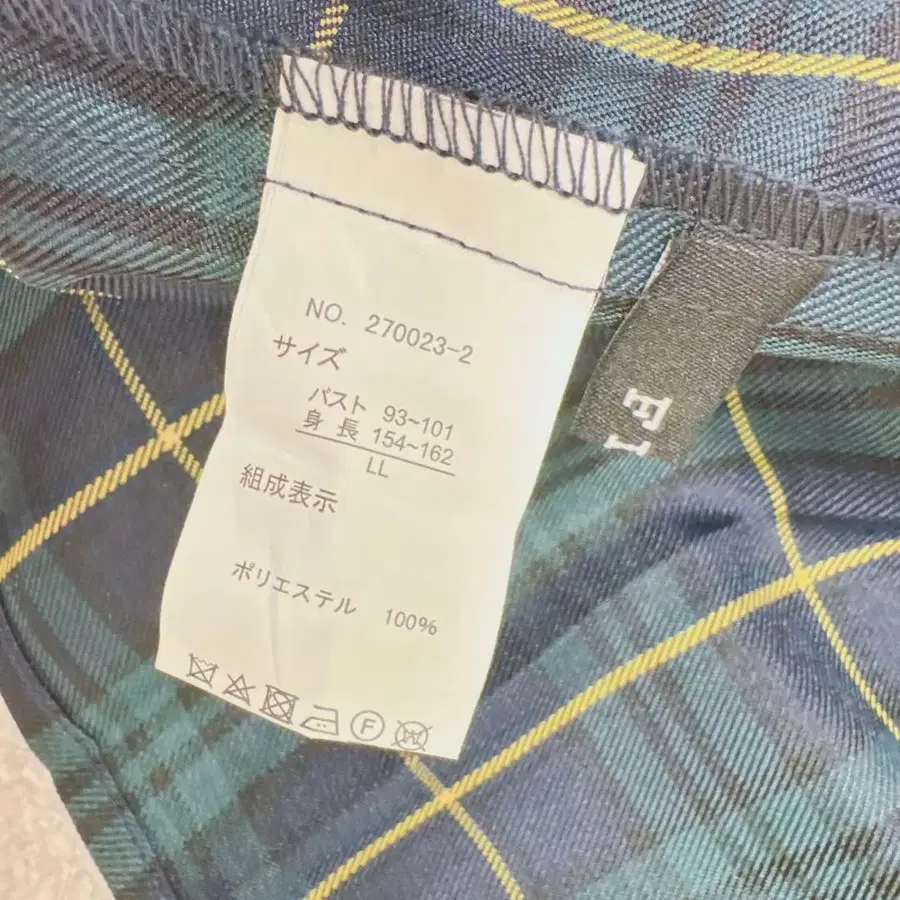 NO. 270023-2
サイズ
バスト 93~101
身 長 154~162
LL
組成表示
ポリエステル 100%
F
W
FI